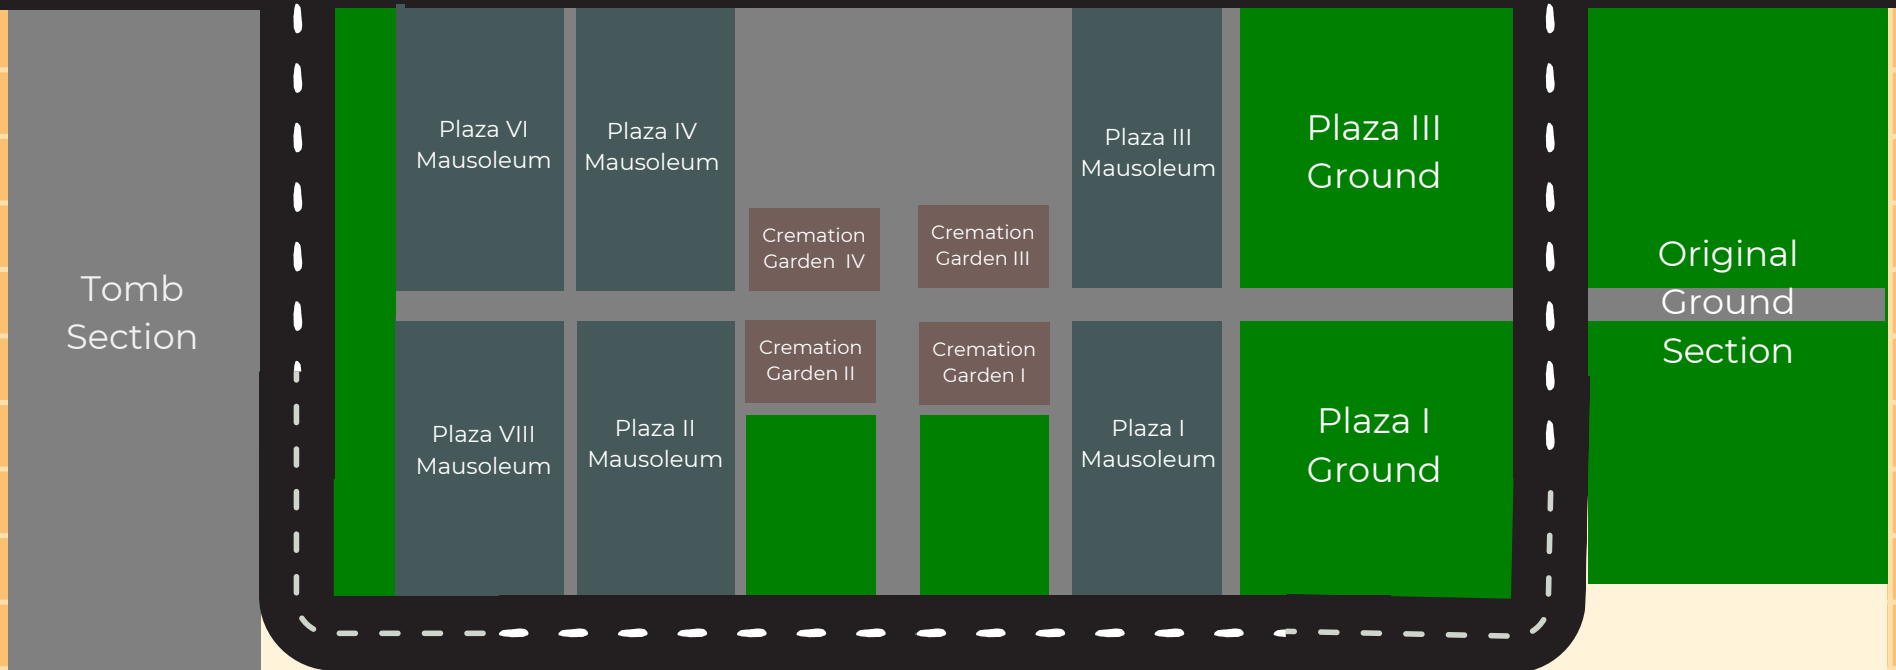 Tomb
Section
Plaza VI
Mausoleum
Plaza IV
Mausoleum
Cremation
Garden IV
Cremation
Garden III
Plaza III
Mausoleum
Plaza III
Ground
Original
Ground
Section
Plaza VIII
Mausoleum
Plaza II
Mausoleum
Cremation
Garden II
Cremation
Garden I
Plaza I
Mausoleum
Plaza I
Ground